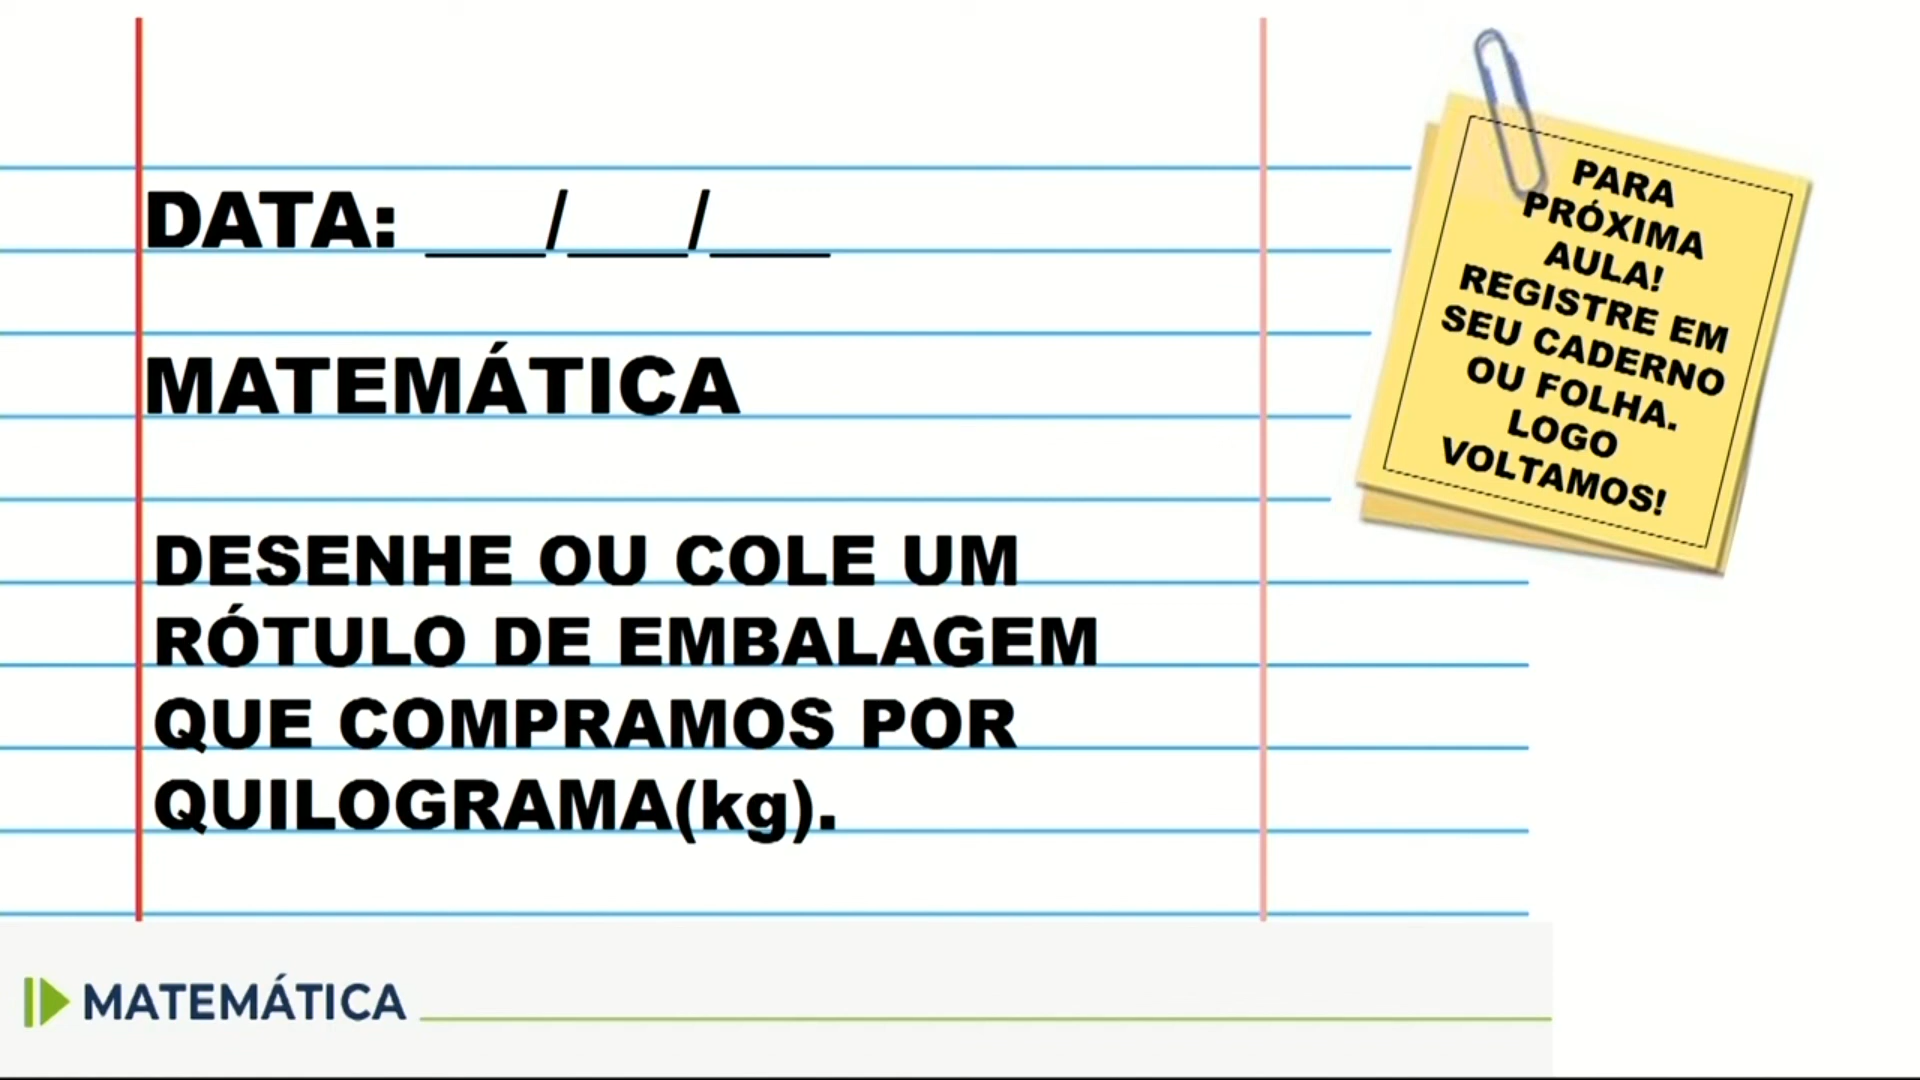 DATA: ___/___/___
MATEMÁTICA
DESENHE OU COLE UM
RÓTULO DE EMBALAGEM
QUE COMPRAMOS POR
QUILOGRAMA(kg).
PARA
PRÓXIMA
AULA!
REGISTRE EM
SEU CADERNO
OU FOLHA.
LOGO
VOLTAMOS!
MATEMÁTICA